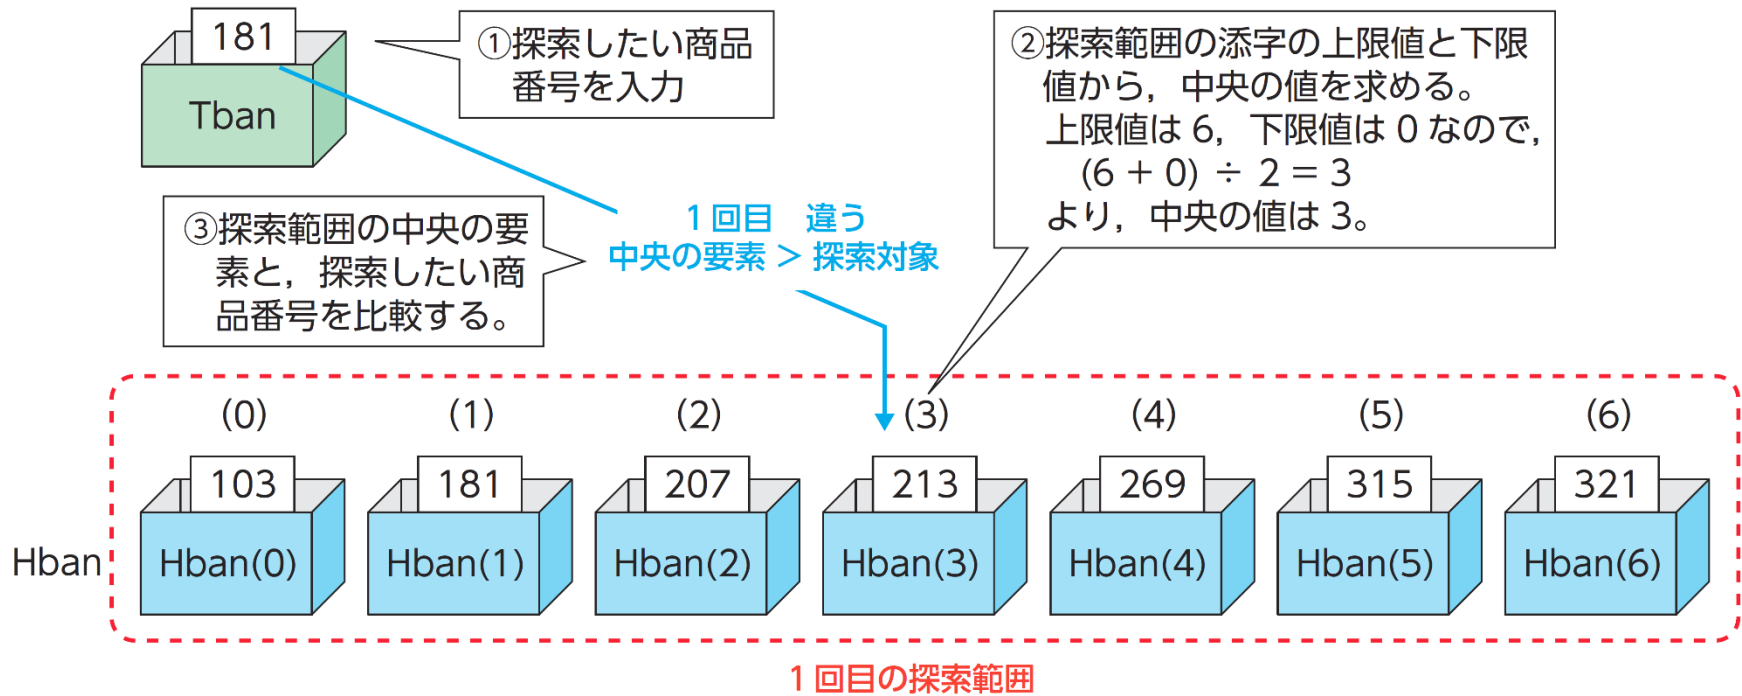 181
Tban
①探索したい商品
番号を入力
②探索範囲の添字の上限値と下限
値から，中央の値を求める。
上限値は 6，下限値は 0 なので，
(6 + 0) ÷ 2 = 3
より，中央の値は 3。
③探索範囲の中央の要
素と，探索したい商
品番号を比較する。
1 回目　違う
中央の要素 > 探索対象
(0) (1) (2) (3) (4) (5) (6)
103 181 207 213 269 315 321
Hban Hban(0) Hban(1) Hban(2) Hban(3) Hban(4) Hban(5) Hban(6)
1 回目の探索範囲